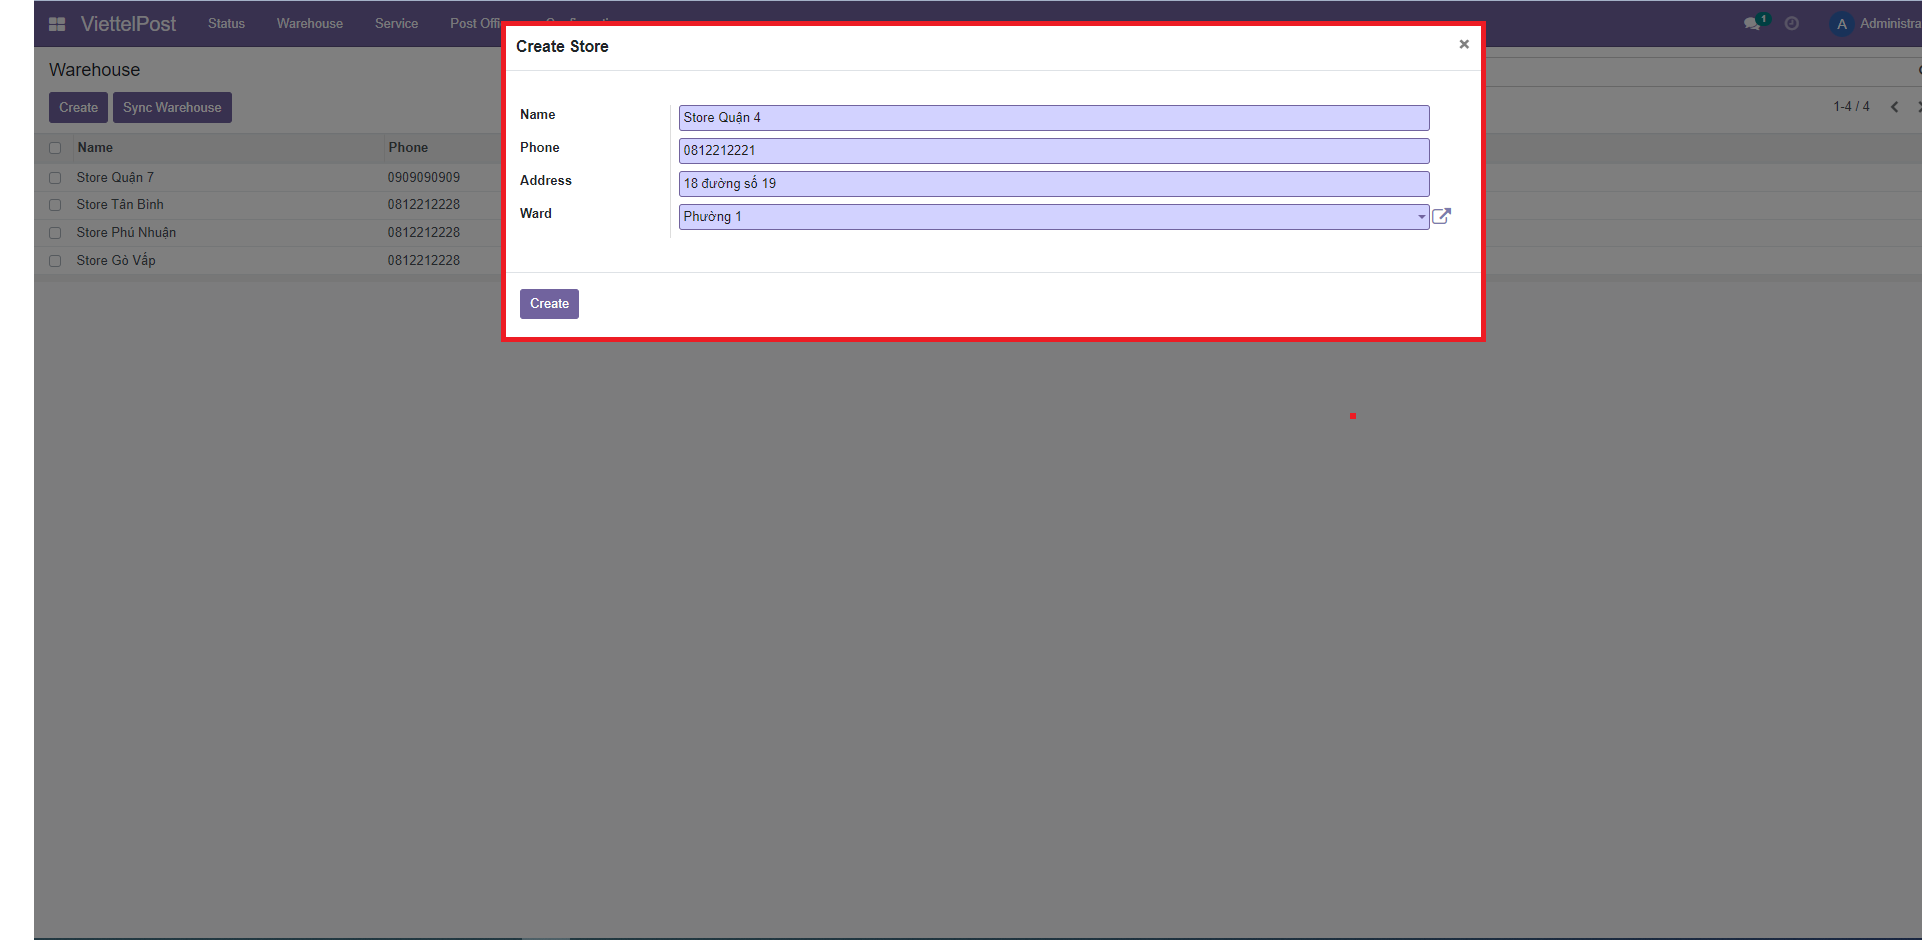 ViettelPost Status Warehouse Service Post Offi
1 A Administra
Create Store ×
Warehouse
Create Sync Warehouse
1-4 / 4
Name Phone
Store Quận 7 0909090909
Store Tân Bình 0812212228
Store Phú Nhuận 0812212228
Store Gò Vấp 0812212228
Name Store Quận 4
Phone 0812212221
Address 18 đường số 19
Ward Phường 1
Create